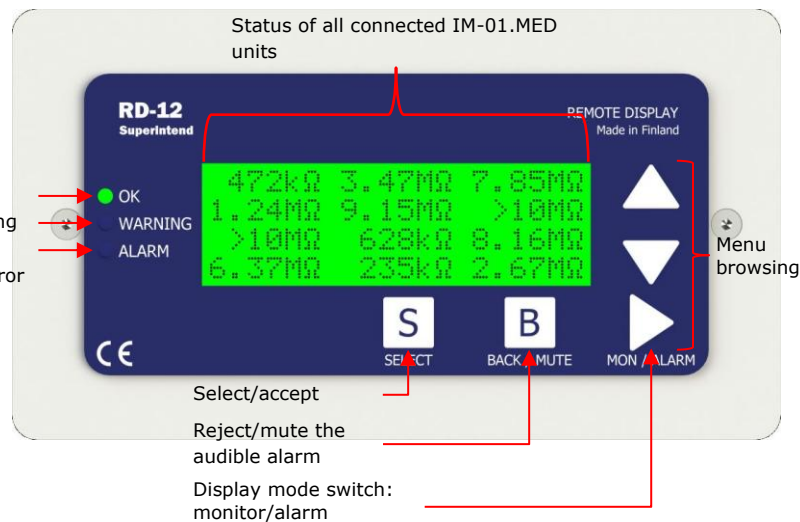 Status of all connected IM-01.MED
units
RD-12
Superintend
REMOTE DISPLAY
Made in Finland
OK
WARNING
ALARM
472kΩ 3.47MΩ 7.85MΩ
1.24MΩ 9.15MΩ >10MΩ
>10MΩ 628kΩ 8.16MΩ
6.37MΩ 235kΩ 2.67MΩ
Menu
browsing
S
B
CE
SELECT
BACK / MUTE
MON / ALARM
Select/accept
Reject/mute the
audible alarm
Display mode switch:
monitor/alarm